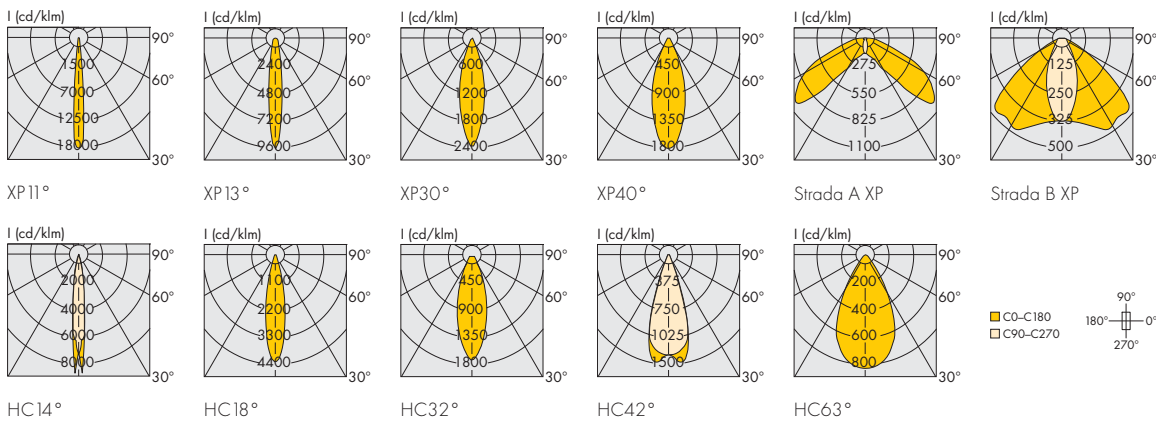 I (cd/klm) I (cd/klm) I (cd/klm) I (cd/klm) I (cd/klm) I (cd/klm)
90° 90° 90° 90° 90° 90°
1500 2400 600 450 275 125
60° 60° 60° 60° 60° 60°
7000 4800 1200 900 550 250
12500 7200 1800 1350 825 325
18000 9600 2400 1800 1100 500
30° 30° 30° 30° 30° 30°
XP11° XP13° XP30° XP40° Strada A XP Strada B XP
I (cd/klm) I (cd/klm) I (cd/klm) I (cd/klm) I (cd/klm)
90° 90° 90° 90° 90°
2000 1100 450 375 200
60° 60° 60° 60° 60°
4000 2200 900 750 400
6000 3300 1350 1025 600
8000 4400 1800 1500 800
30° 30° 30° 30° 30°
HC14° HC18° HC32° HC42° HC63°
C0–C180
C90–C270
90°
180° 0°
270°